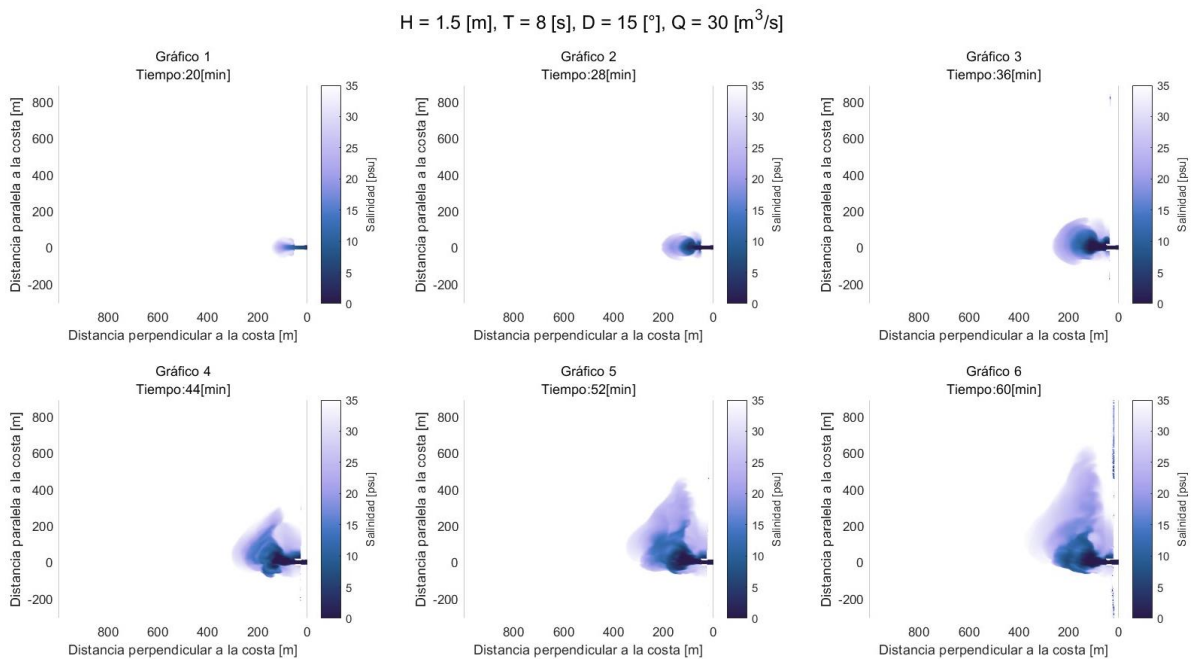 H = 1.5 [m], T = 8 [s], D = 15 [°], Q = 30 [m³/s]
Gráfico 1
Tiempo:20[min]
Distancia paralela a la costa [m]
800
600
400
200
0
-200
800 600 400 200 0
Distancia perpendicular a la costa [m]
35
30
25
20
15
10
5
0
Salinidad [psu]
Gráfico 2
Tiempo:28[min]
Distancia paralela a la costa [m]
800
600
400
200
0
-200
800 600 400 200 0
Distancia perpendicular a la costa [m]
35
30
25
20
15
10
5
0
Salinidad [psu]
Gráfico 3
Tiempo:36[min]
Distancia paralela a la costa [m]
800
600
400
200
0
-200
800 600 400 200 0
Distancia perpendicular a la costa [m]
35
30
25
20
15
10
5
0
Salinidad [psu]
Gráfico 4
Tiempo:44[min]
Distancia paralela a la costa [m]
800
600
400
200
0
-200
800 600 400 200 0
Distancia perpendicular a la costa [m]
35
30
25
20
15
10
5
0
Salinidad [psu]
Gráfico 5
Tiempo:52[min]
Distancia paralela a la costa [m]
800
600
400
200
0
-200
800 600 400 200 0
Distancia perpendicular a la costa [m]
35
30
25
20
15
10
5
0
Salinidad [psu]
Gráfico 6
Tiempo:60[min]
Distancia paralela a la costa [m]
800
600
400
200
0
-200
800 600 400 200 0
Distancia perpendicular a la costa [m]
35
30
25
20
15
10
5
0
Salinidad [psu]